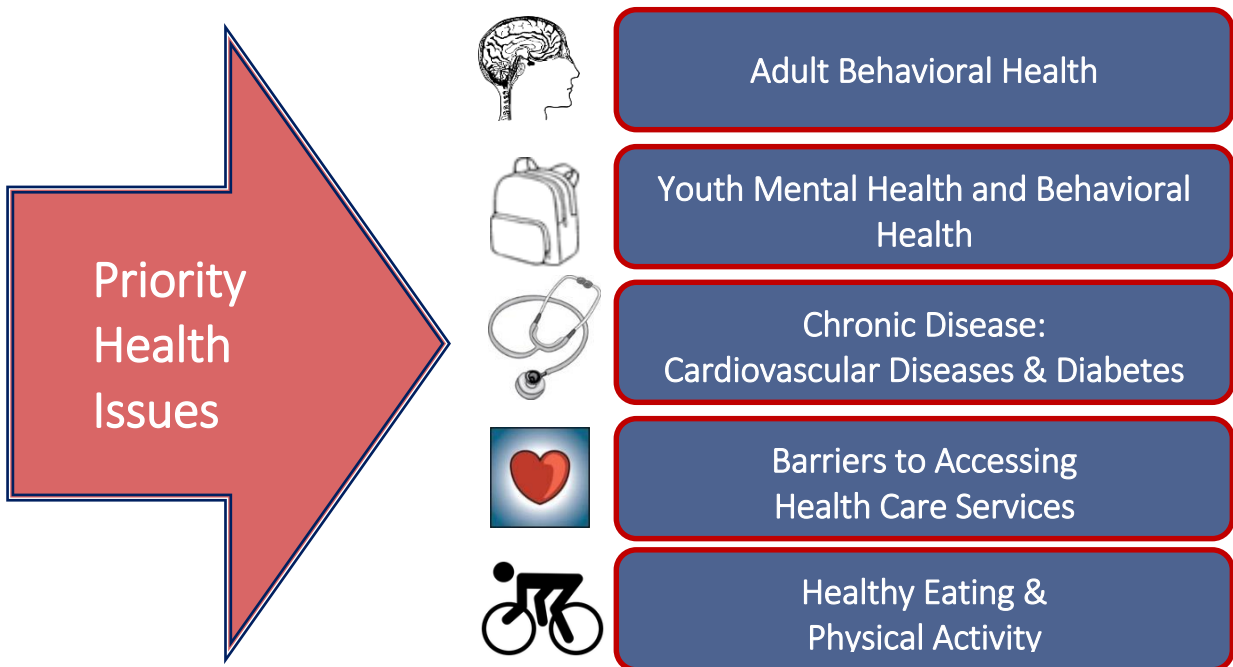 Priority
Health
Issues
Adult Behavioral Health
Youth Mental Health and Behavioral
Health
Chronic Disease:
Cardiovascular Diseases & Diabetes
Barriers to Accessing
Health Care Services
Healthy Eating &
Physical Activity